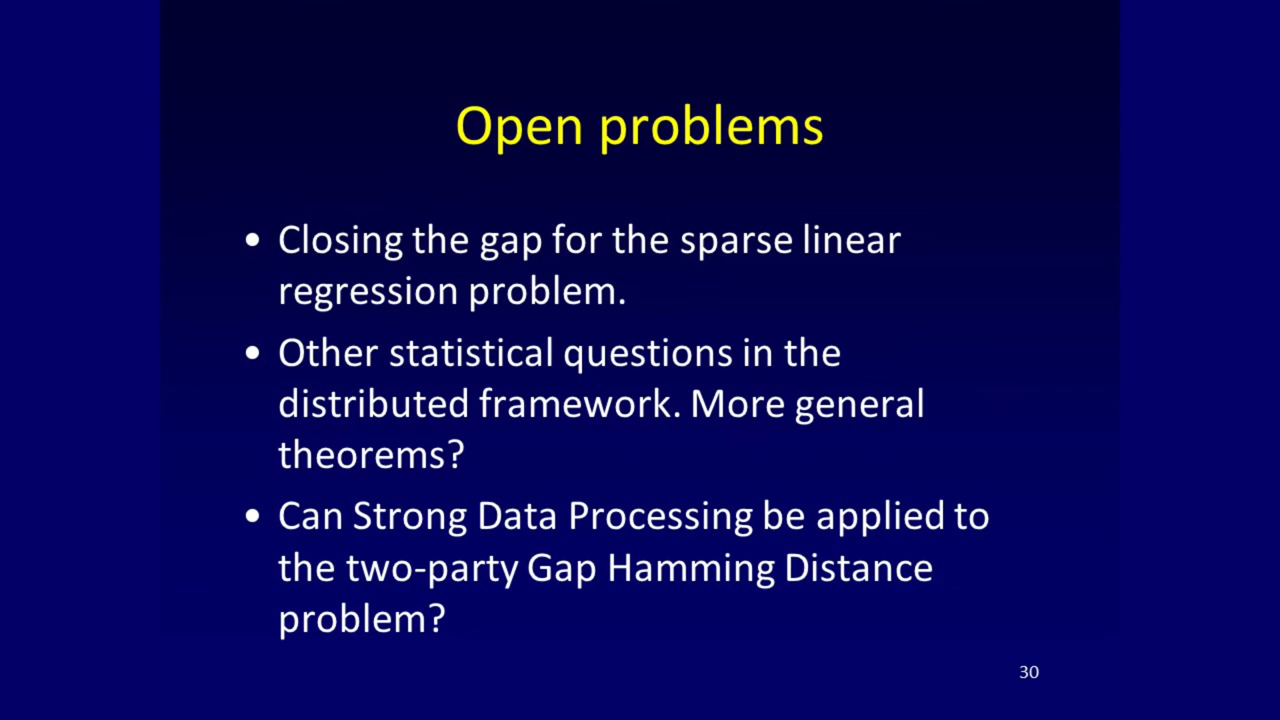 Open problems
• Closing the gap for the sparse linear
regression problem.
• Other statistical questions in the
distributed framework. More general
theorems?
• Can Strong Data Processing be applied to
the two-party Gap Hamming Distance
problem?
30